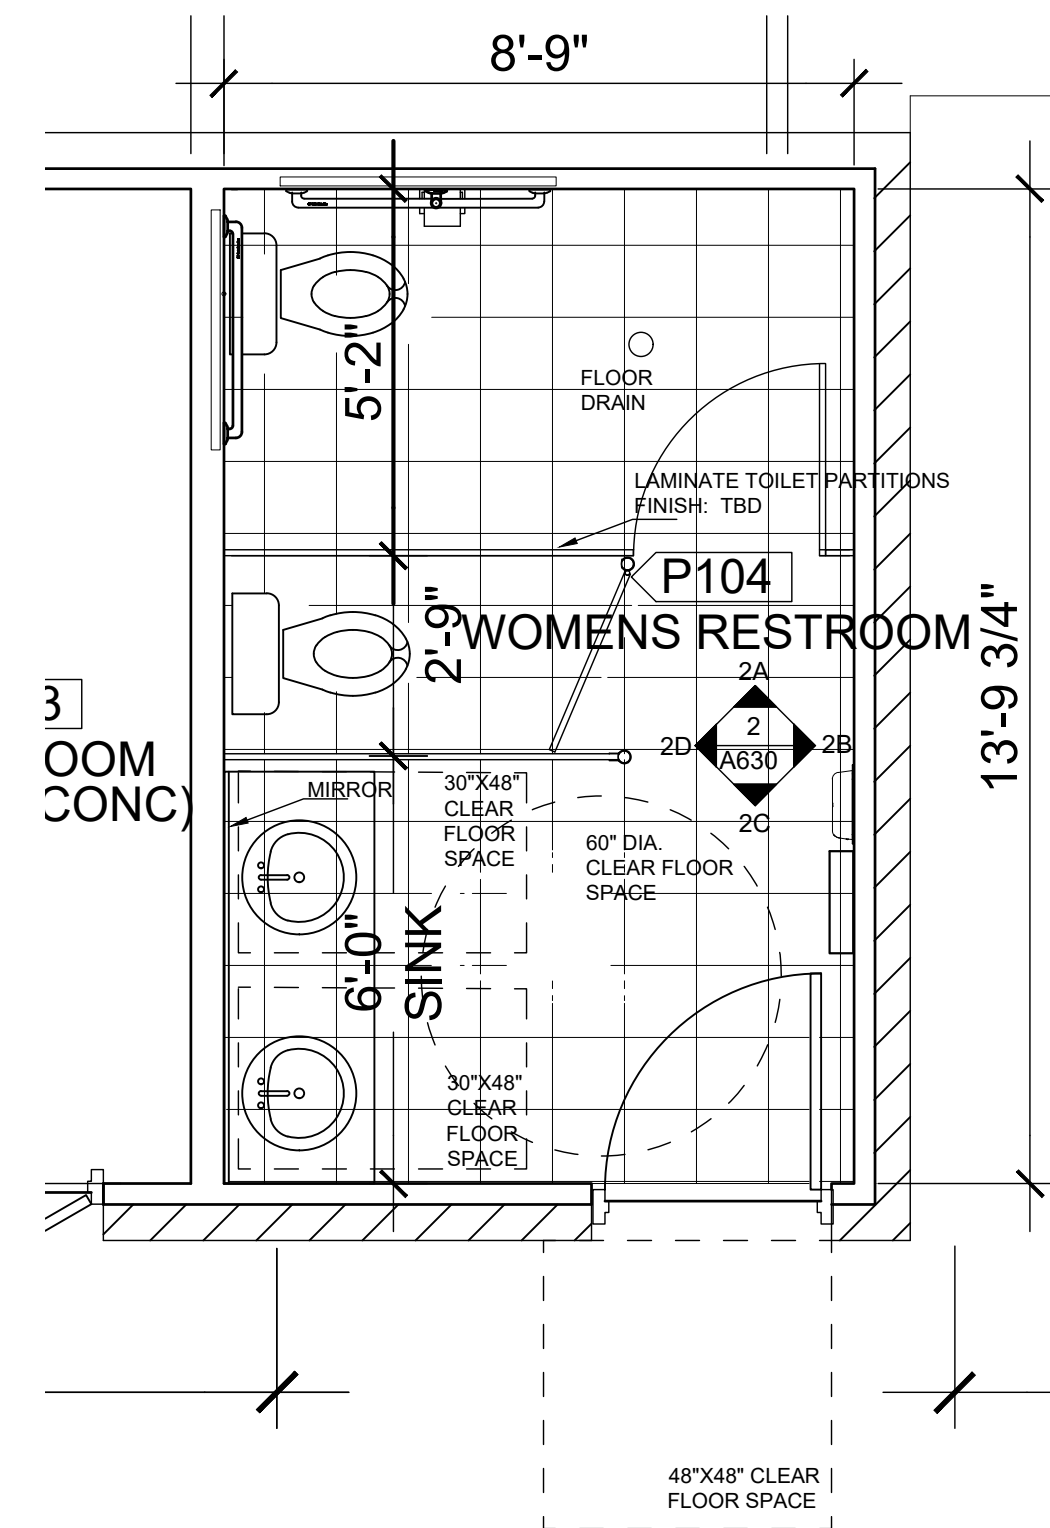 8'-9"
5'-2"
FLOOR
DRAIN
LAMINATE TOILET PARTITIONS
FINISH:  TBD
P104
WOMENS RESTROOM
2'-9"
13'-9 3/4"
2A
2
2D
2B
A630
2C
OOM
CONC)
MIRROR
30"X48"
CLEAR
FLOOR
SPACE
60" DIA.
CLEAR FLOOR
SPACE
6'-0"
SINK
30"X48"
CLEAR
FLOOR
SPACE
48"X48" CLEAR
FLOOR SPACE